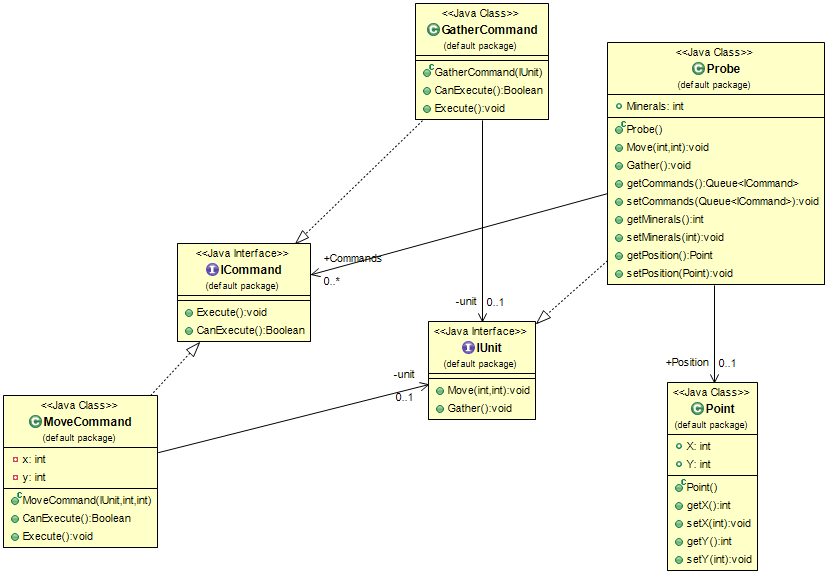 <<Java Class>>
GatherCommand
(default package)
GatherCommand(IUnit)
CanExecute():Boolean
Execute():void
<<Java Class>>
Probe
(default package)
Minerals: int
Probe()
Move(int,int):void
Gather():void
getCommands():Queue<ICommand>
setCommands(Queue<ICommand>):void
getMinerals():int
setMinerals(int):void
getPosition():Point
setPosition(Point):void
<<Java Interface>>
ICommand
(default package)
Execute():void
CanExecute():Boolean
+Commands
0..*
-unit
0..1
<<Java Interface>>
IUnit
(default package)
Move(int,int):void
Gather():void
-unit
0..1
+Position
0..1
<<Java Class>>
MoveCommand
(default package)
x: int
y: int
MoveCommand(IUnit,int,int)
CanExecute():Boolean
Execute():void
<<Java Class>>
Point
(default package)
X: int
Y: int
Point()
getX():int
setX(int):void
getY():int
setY(int):void